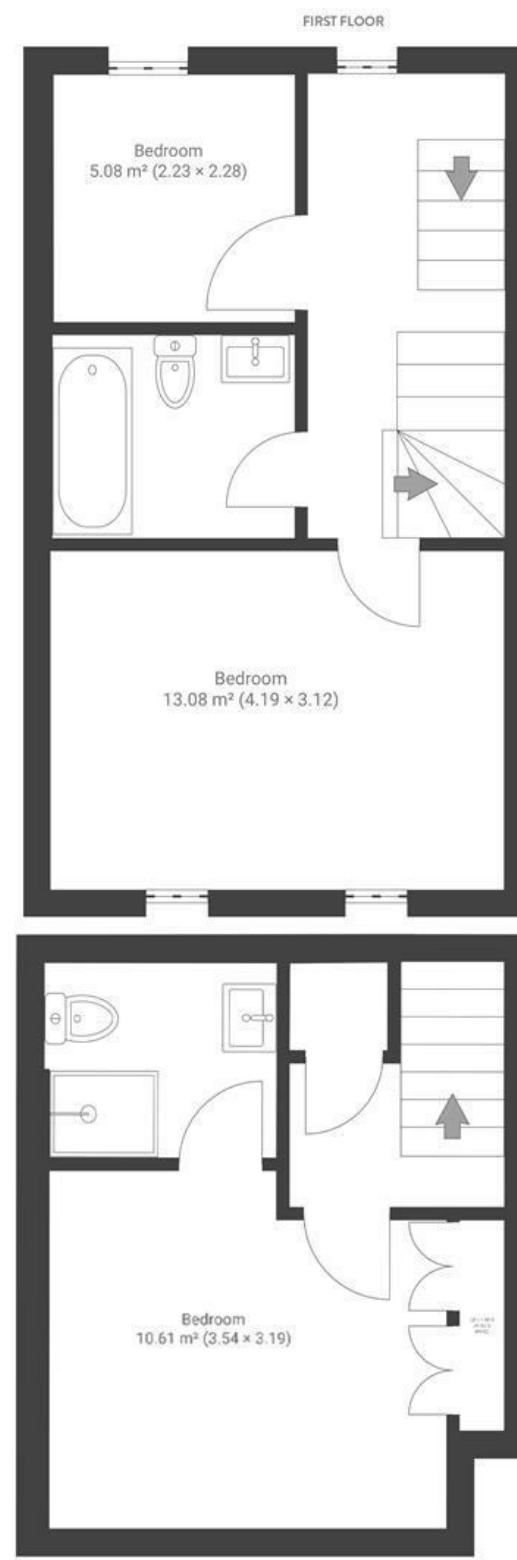 FIRST FLOOR
Bedroom
5.08 m² (2.23 × 2.28)
Bedroom
13.08 m² (4.19 × 3.12)
Bedroom
10.61 m² (3.54 × 3.19)